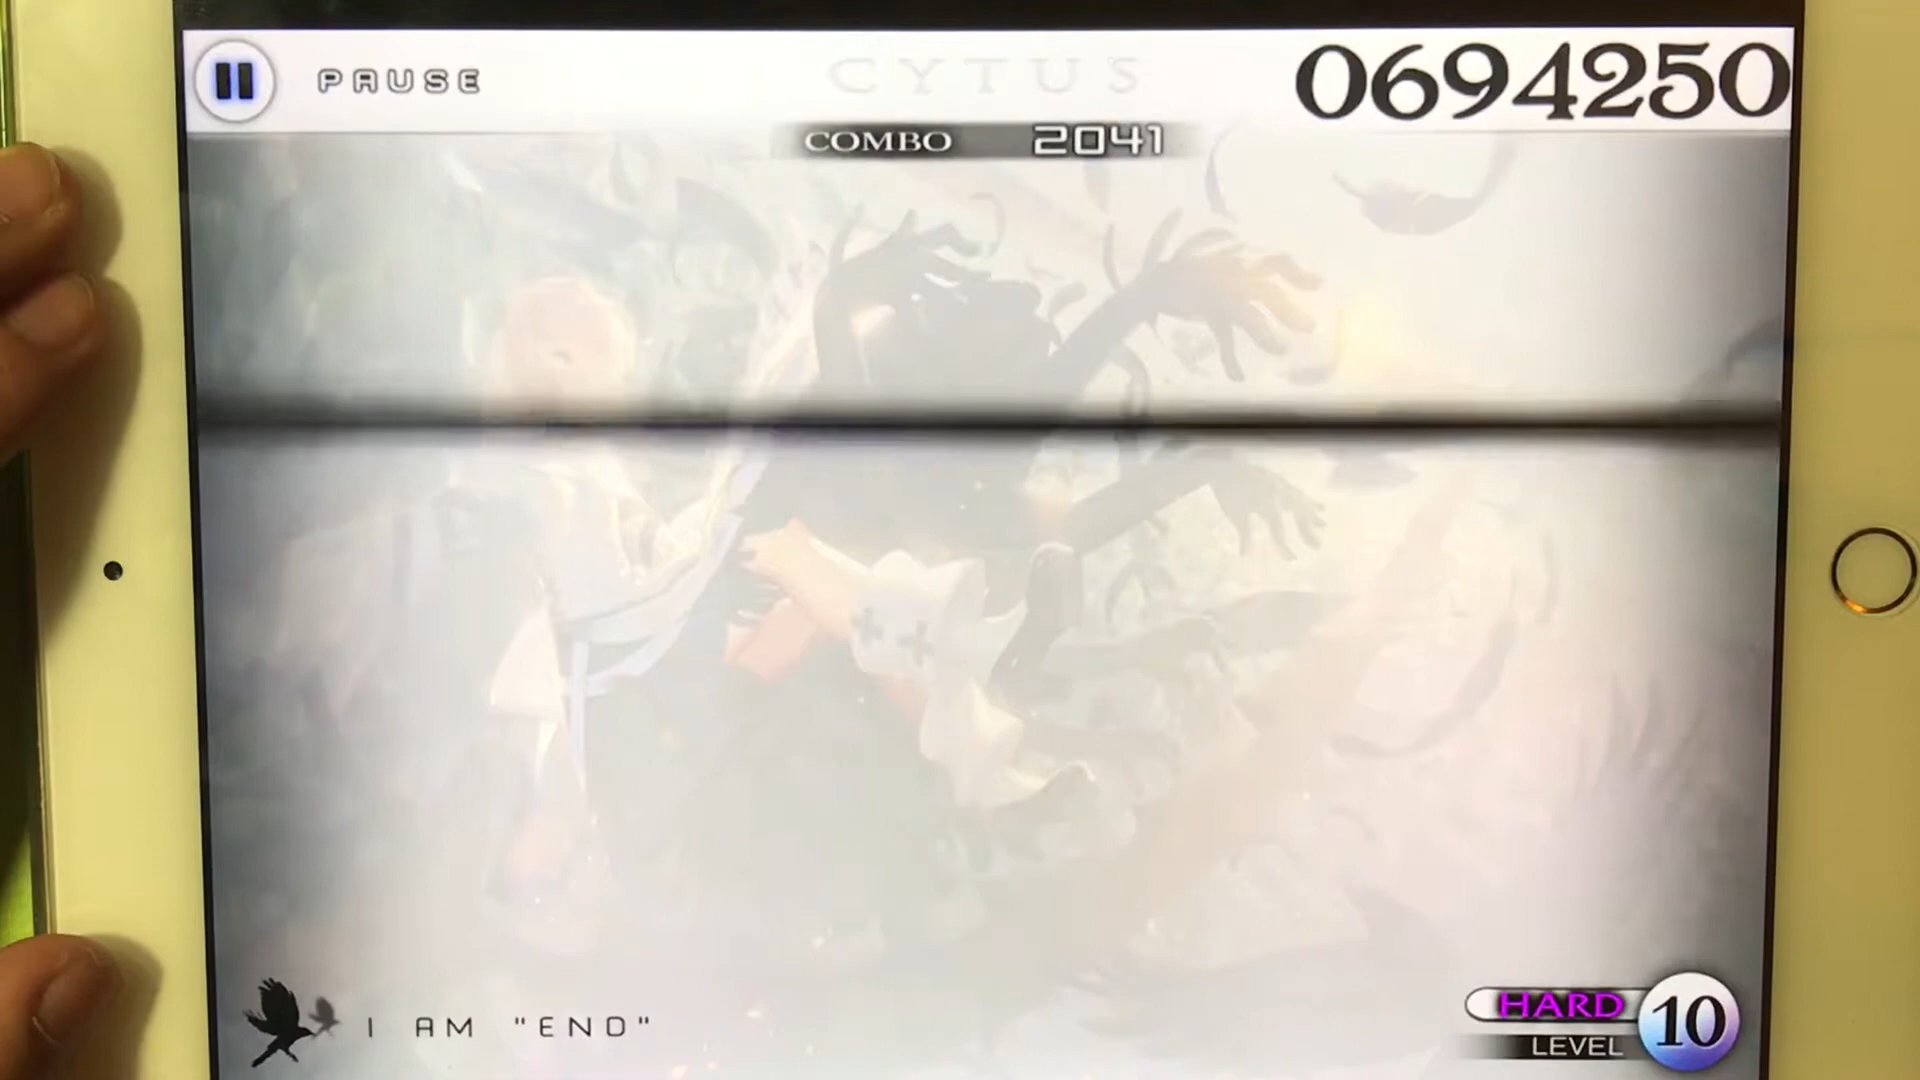 PAUSE
CYTUS
0694250
COMBO 2041
I AM "END"
HARD
LEVEL
10